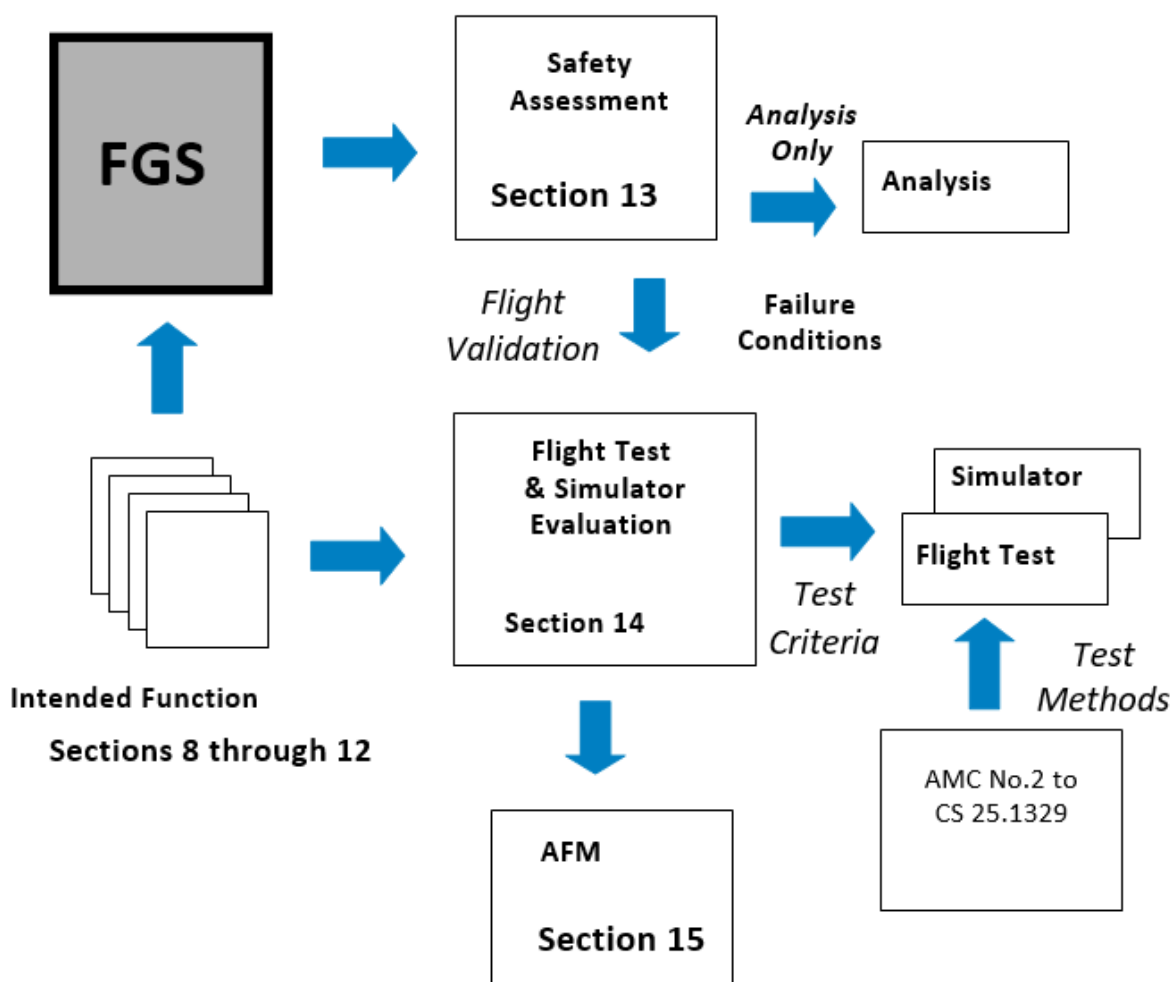 FGS
Safety
Assessment
Section 13
Analysis
Only
Analysis
Flight
Validation
Failure
Conditions
Flight Test
& Simulator
Evaluation
Section 14
Simulator
Flight Test
Test
Criteria
Test
Methods
Intended Function
Sections 8 through 12
AMC No.2 to
CS 25.1329
AFM
Section 15